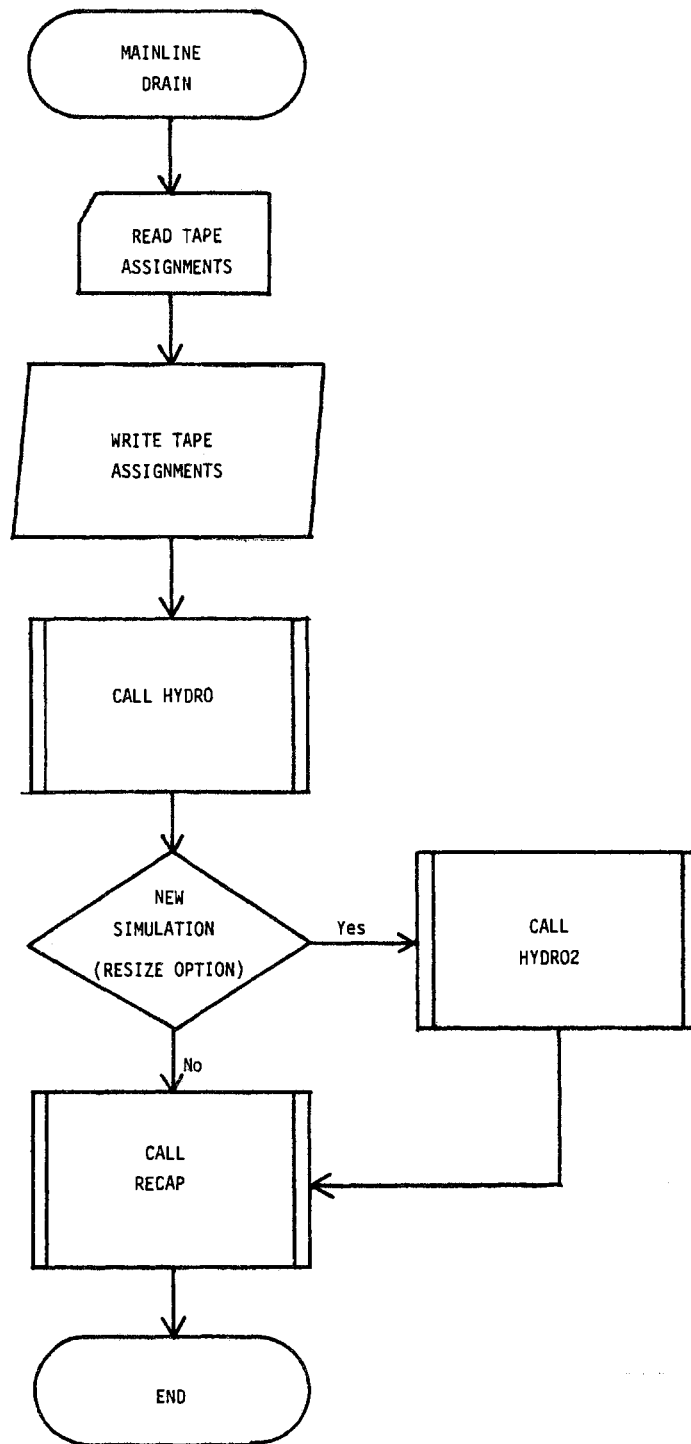 MAINLINE
DRAIN
READ TAPE
ASSIGNMENTS
WRITE TAPE
ASSIGNMENTS
CALL HYDRO
NEW
SIMULATION
(RESIZE OPTION)
Yes
CALL
HYDRO2
No
CALL
RECAP
END